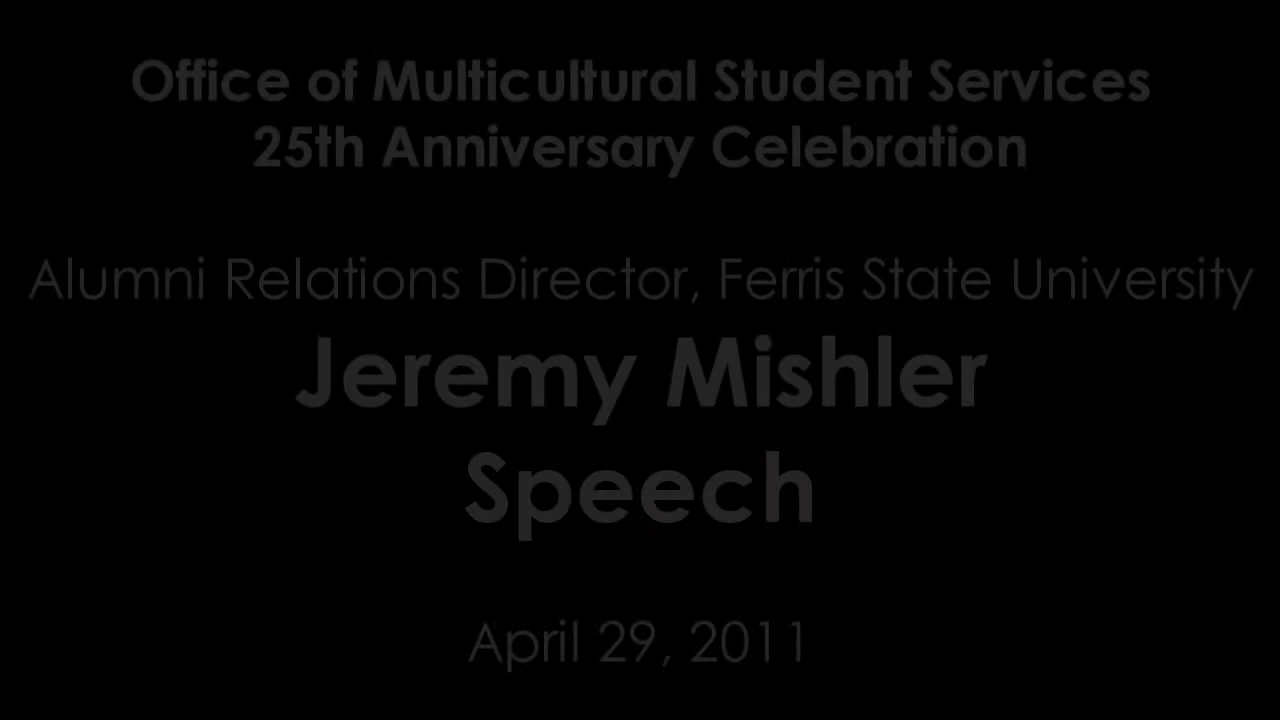 Office of Multicultural Student Services
25th Anniversary Celebration
Alumni Relations Director, Ferris State University
Jeremy Mishler
Speech
April 29, 2011